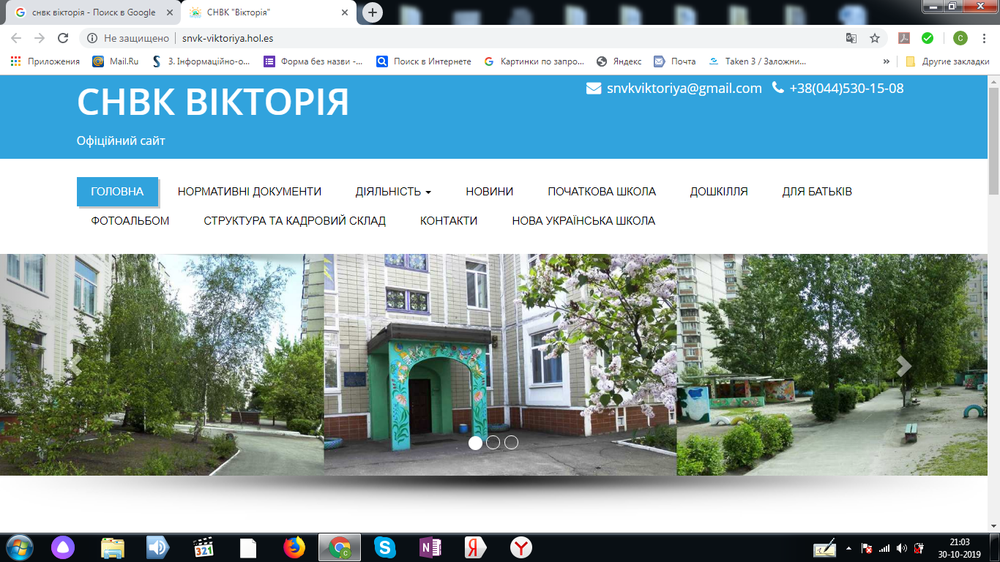 снвк вікторія - Поиск в Google
СНВК "Вікторія"
Не защищено
snvk-viktoriya.hol.es
Приложения
Mail.Ru
3. Інформаційно-о...
Форма без назви -...
Поиск в Интернете
Картинки по запро...
Яндекс
Почта
Taken 3 / Заложни...
»
Другие закладки
СНВК ВІКТОРІЯ
snvkviktoriya@gmail.com
+38(044)530-15-08
Офіційний сайт
ГОЛОВНА
НОРМАТИВНІ ДОКУМЕНТИ
ДІЯЛЬНІСТЬ
НОВИНИ
ПОЧАТКОВА ШКОЛА
ДОШКІЛЛЯ
ДЛЯ БАТЬКІВ
ФОТОАЛЬБОМ
СТРУКТУРА ТА КАДРОВИЙ СКЛАД
КОНТАКТИ
НОВА УКРАЇНСЬКА ШКОЛА
321
21:03
30-10-2019